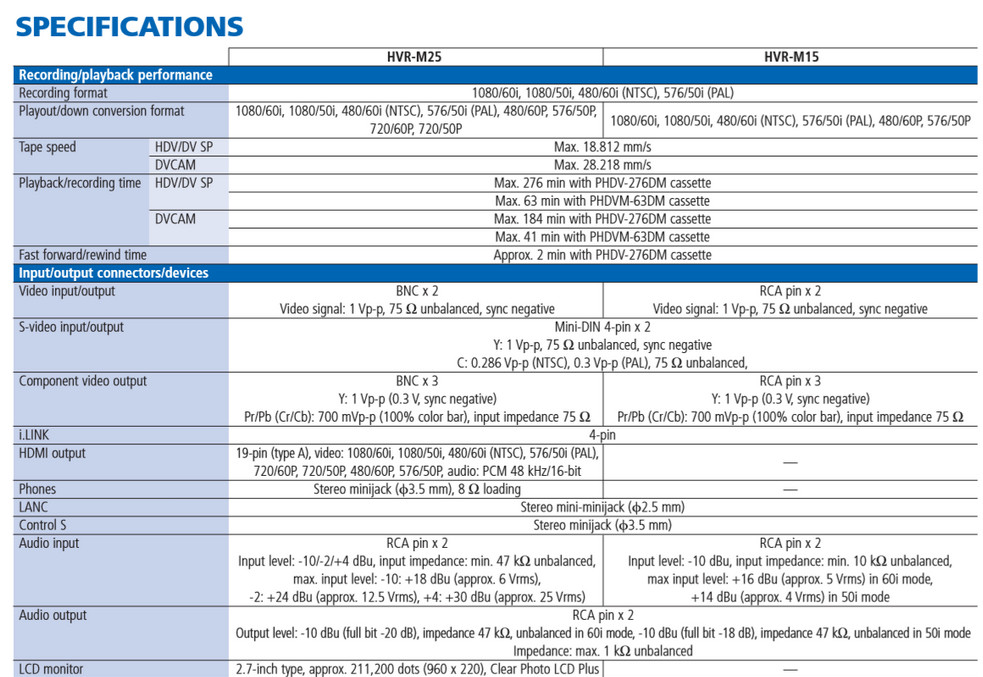 SPECIFICATIONS
HVR-M25 HVR-M15
Recording/playback performance
Recording format 1080/60i, 1080/50i, 480/60i (NTSC), 576/50i (PAL)
Playout/down conversion format 1080/60i, 1080/50i, 480/60i (NTSC), 576/50i (PAL), 480/60P, 576/50P,
720/60P, 720/50P
1080/60i, 1080/50i, 480/60i (NTSC), 576/50i (PAL), 480/60P, 576/50P
Tape speed HDV/DV SP Max. 18.812 mm/s
DVCAM Max. 28.218 mm/s
Playback/recording time HDV/DV SP Max. 276 min with PHDV-276DM cassette
Max. 63 min with PHDVM-63DM cassette
DVCAM Max. 184 min with PHDV-276DM cassette
Max. 41 min with PHDVM-63DM cassette
Fast forward/rewind time Approx. 2 min with PHDV-276DM cassette
Input/output connectors/devices
Video input/output BNC x 2 RCA pin x 2
Video signal: 1 Vp-p, 75 Ω unbalanced, sync negative Video signal: 1 Vp-p, 75 Ω unbalanced, sync negative
S-video input/output Mini-DIN 4-pin x 2
Y: 1 Vp-p, 75 Ω unbalanced, sync negative
C: 0.286 Vp-p (NTSC), 0.3 Vp-p (PAL), 75 Ω unbalanced,
Component video output BNC x 3 RCA pin x 3
Y: 1 Vp-p (0.3 V, sync negative) Y: 1 Vp-p (0.3 V, sync negative)
Pr/Pb (Cr/Cb): 700 mVp-p (100% color bar), input impedance 75 Ω Pr/Pb (Cr/Cb): 700 mVp-p (100% color bar), input impedance 75 Ω
i.LINK 4-pin
HDMI output 19-pin (type A), video: 1080/60i, 1080/50i, 480/60i (NTSC), 576/50i (PAL),
720/60P, 720/50P, 480/60P, 576/50P, audio: PCM 48 kHz/16-bit —
Phones Stereo minijack (ϕ3.5 mm), 8 Ω loading —
LANC Stereo mini-minijack (ϕ2.5 mm)
Control S Stereo minijack (ϕ3.5 mm)
Audio input RCA pin x 2 RCA pin x 2
Input level: -10/-2/+4 dBu, input impedance: min. 47 kΩ unbalanced, Input level: -10 dBu, input impedance: min. 10 kΩ unbalanced,
max. input level: -10: +18 dBu (approx. 6 Vrms), max input level: +16 dBu (approx. 5 Vrms) in 60i mode,
-2: +24 dBu (approx. 12.5 Vrms), +4: +30 dBu (approx. 25 Vrms) +14 dBu (approx. 4 Vrms) in 50i mode
Audio output RCA pin x 2
Output level: -10 dBu (full bit -20 dB), impedance 47 kΩ, unbalanced in 60i mode, -10 dBu (full bit -18 dB), impedance 47 kΩ, unbalanced in 50i mode
Impedance: max. 1 kΩ unbalanced
LCD monitor 2.7-inch type, approx. 211,200 dots (960 x 220), Clear Photo LCD Plus —